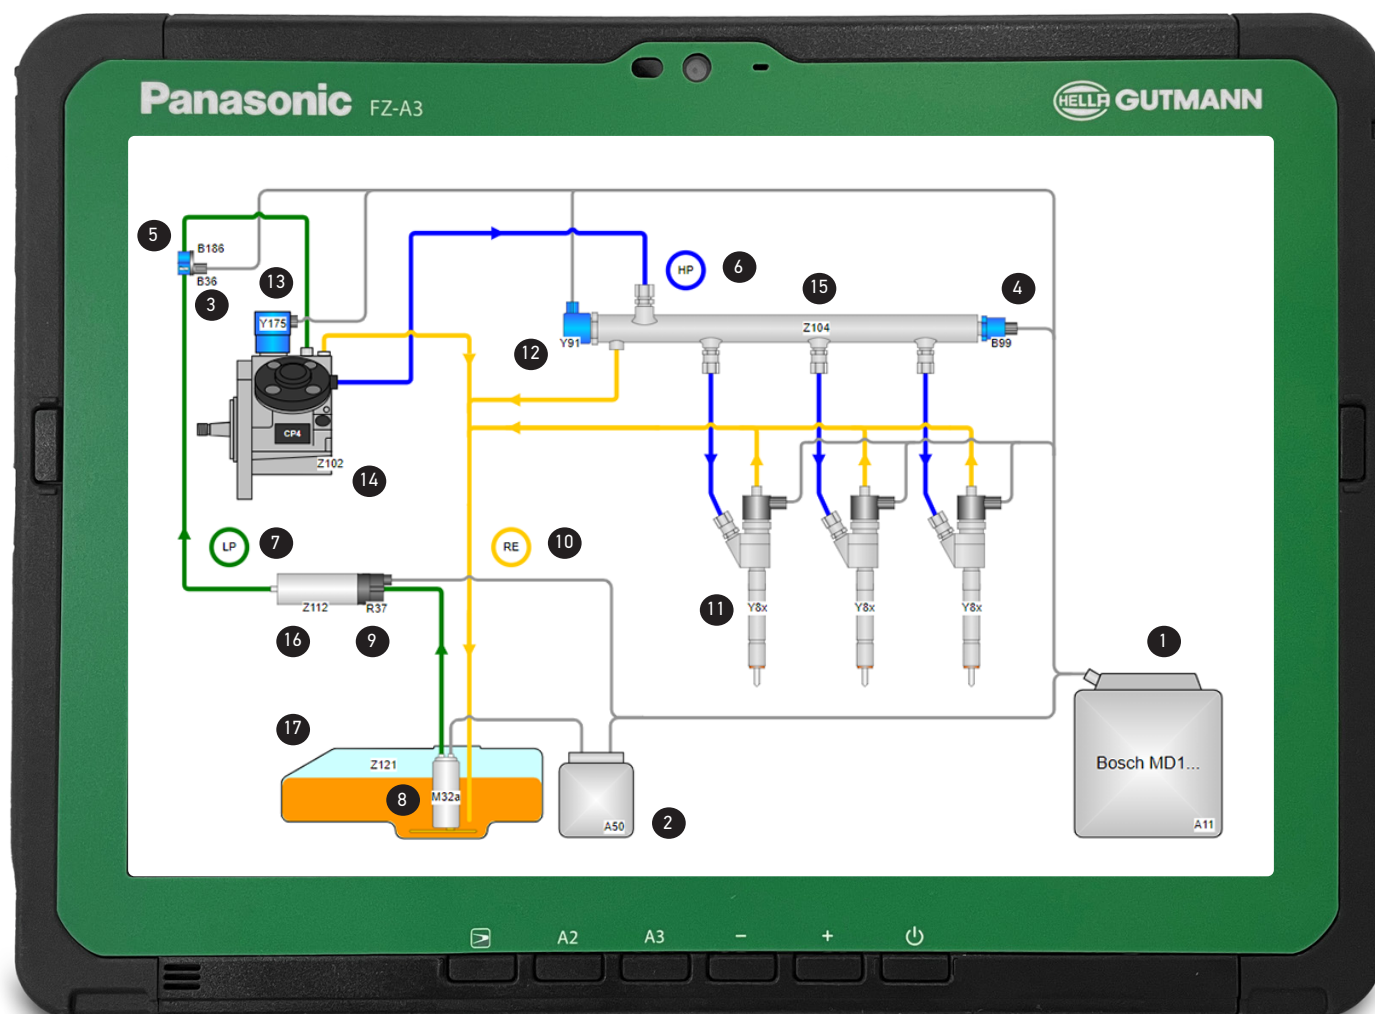 Panasonic FZ-A3
HELLA GUTMANN
5
B186
B36
3
13
Y175
HP
6
15
4
Z104
B99
Y91
12
CP4
Z102
14
LP
7
RE
10
Z112
R37
16
9
11
Y8x
Y8x
Y8x
1
17
Z121
8
M32a
A50
2
Bosch MD1...
A11
A2
A3